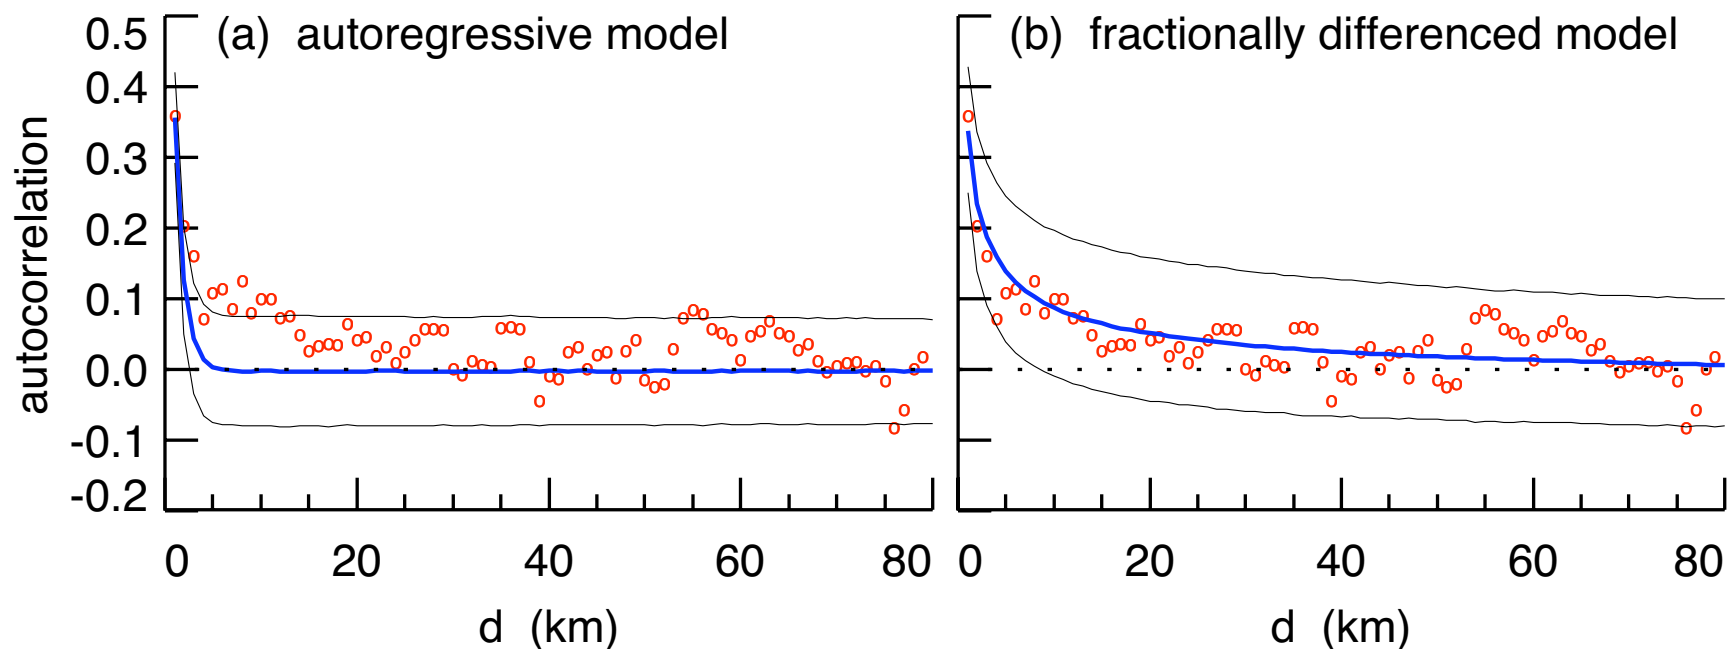 (a) autoregressive model
(b) fractionally differenced model
autocorrelation
0.5
0.4
0.3
0.2
0.1
0.0
-0.1
-0.2
0 20 40 60 80
0 20 40 60 80
d (km)
d (km)